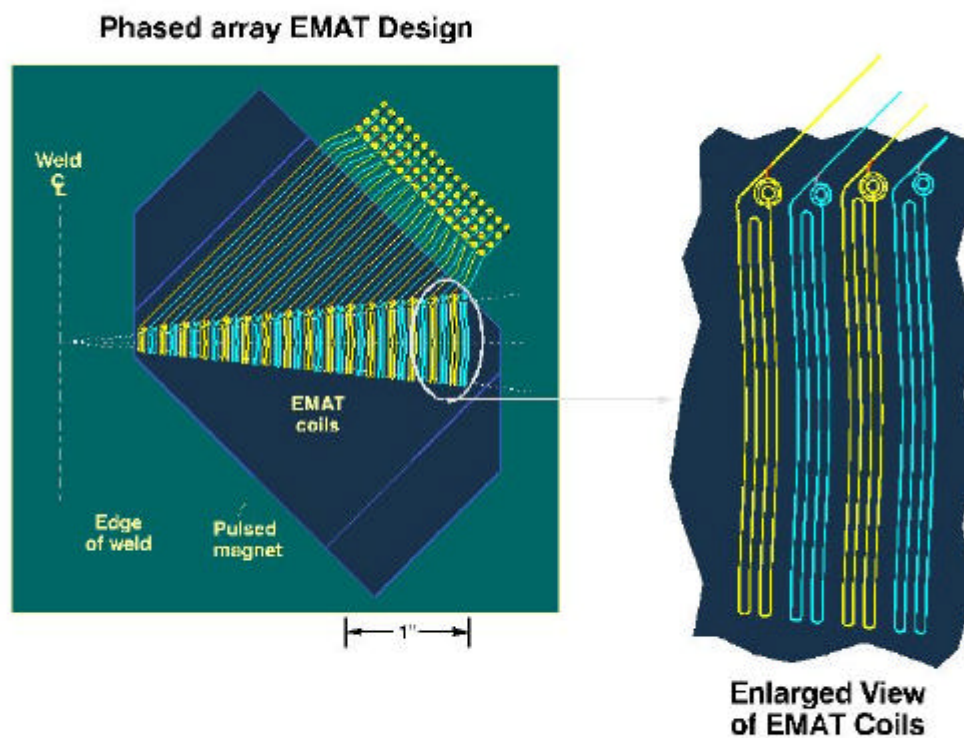 Phased array EMAT Design
Weld
℄
EMAT
coils
Edge
of weld
Pulsed
magnet
1"
Enlarged View
of EMAT Coils